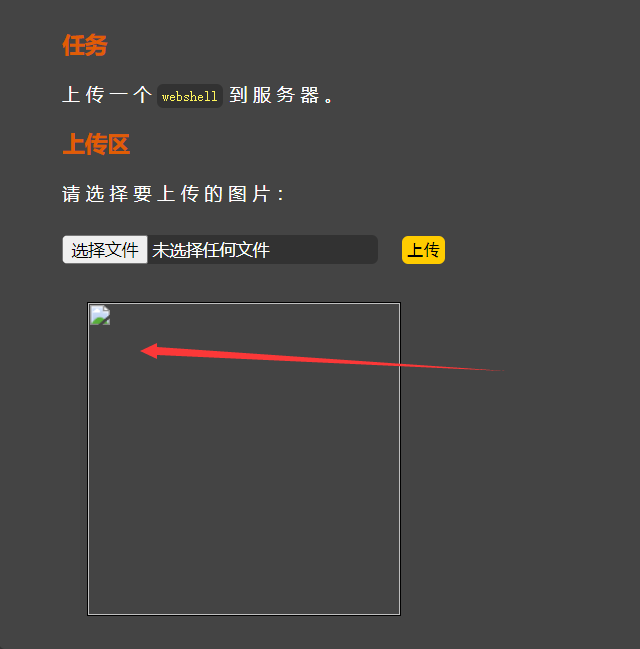 任务
上传一个 webshell 到服务器。
上传区
请选择要上传的图片：
选择文件 未选择任何文件 上传